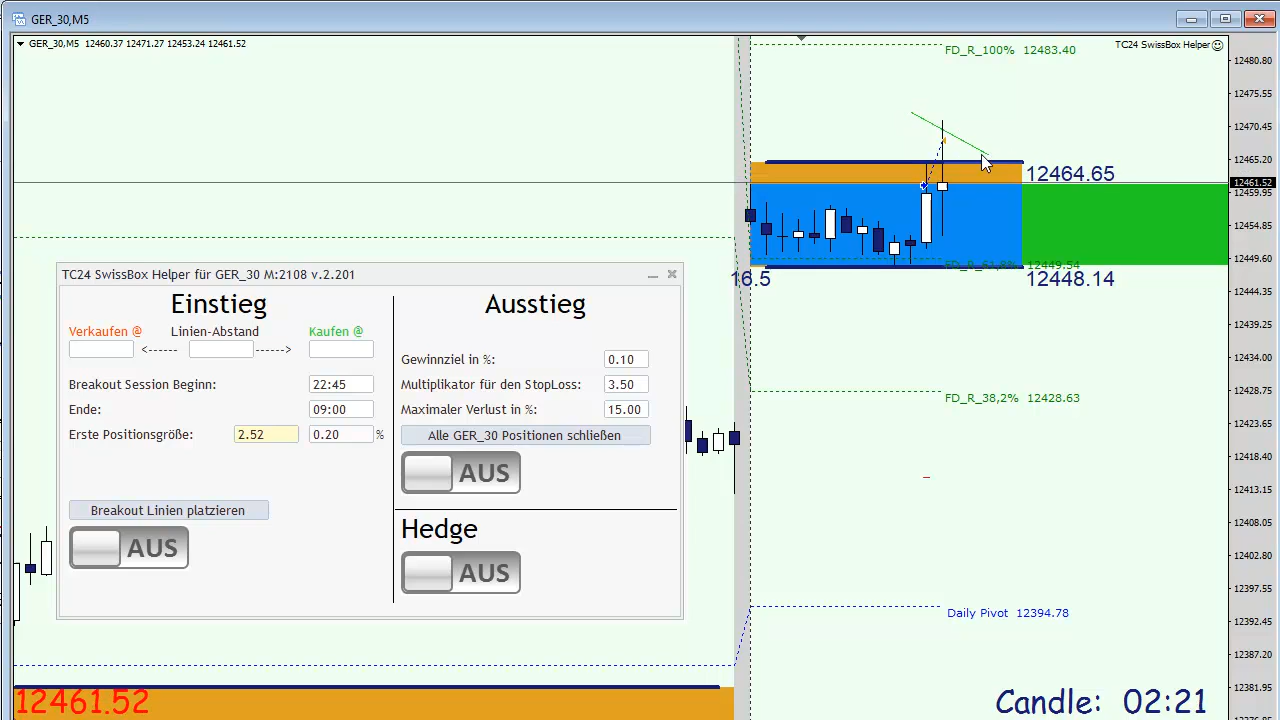 GER_30,M5
GER_30,M5 12460.37 12471.27 12453.24 12461.52
TC24 SwissBox Helper
FD_R_100% 12483.40
12464.65
FD_R_61,8% 12449.54
16.5
12448.14
FD_R_38,2% 12428.63
Daily Pivot 12394.78
TC24 SwissBox Helper für GER_30 M:2108 v.2.201
Einstieg
Verkaufen @ Linien-Abstand Kaufen @
<------ ------>
Breakout Session Beginn: 22:45
Ende: 09:00
Erste Positionsgröße: 2.52 0.20 %
Breakout Linien platzieren
AUS
Ausstieg
Gewinnziel in %: 0.10
Multiplikator für den StopLoss: 3.50
Maximaler Verlust in %: 15.00
Alle GER_30 Positionen schließen
AUS
Hedge
AUS
12480.80
12475.55
12470.45
12465.20
12461.52
12459.95
12454.85
12449.60
12444.35
12439.25
12434.00
12428.75
12423.65
12418.40
12413.15
12408.05
12402.80
12397.55
12392.45
12387.20
12381.95
12461.52
Candle: 02:21